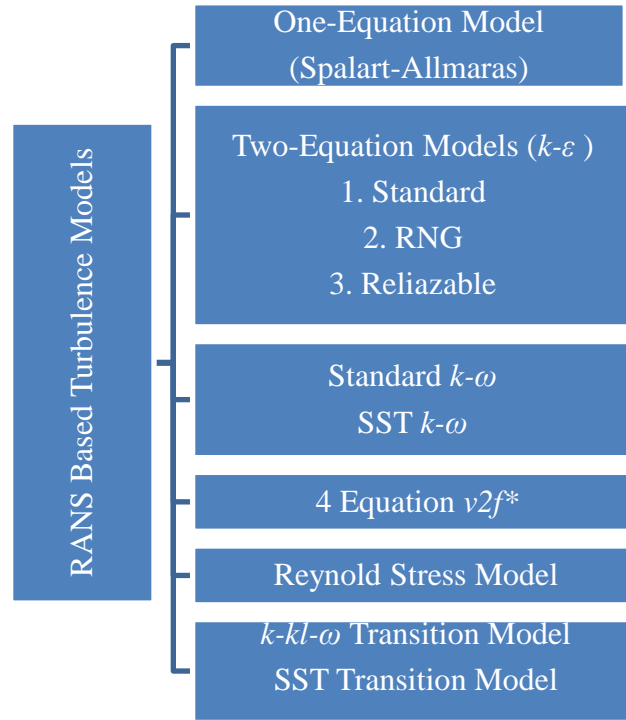 RANS Based Turbulence Models
One-Equation Model
(Spalart-Allmaras)
Two-Equation Models (k-ε )
1. Standard
2. RNG
3. Reliazable
Standard k-ω
SST k-ω
4 Equation v2f*
Reynold Stress Model
k-kl-ω Transition Model
SST Transition Model